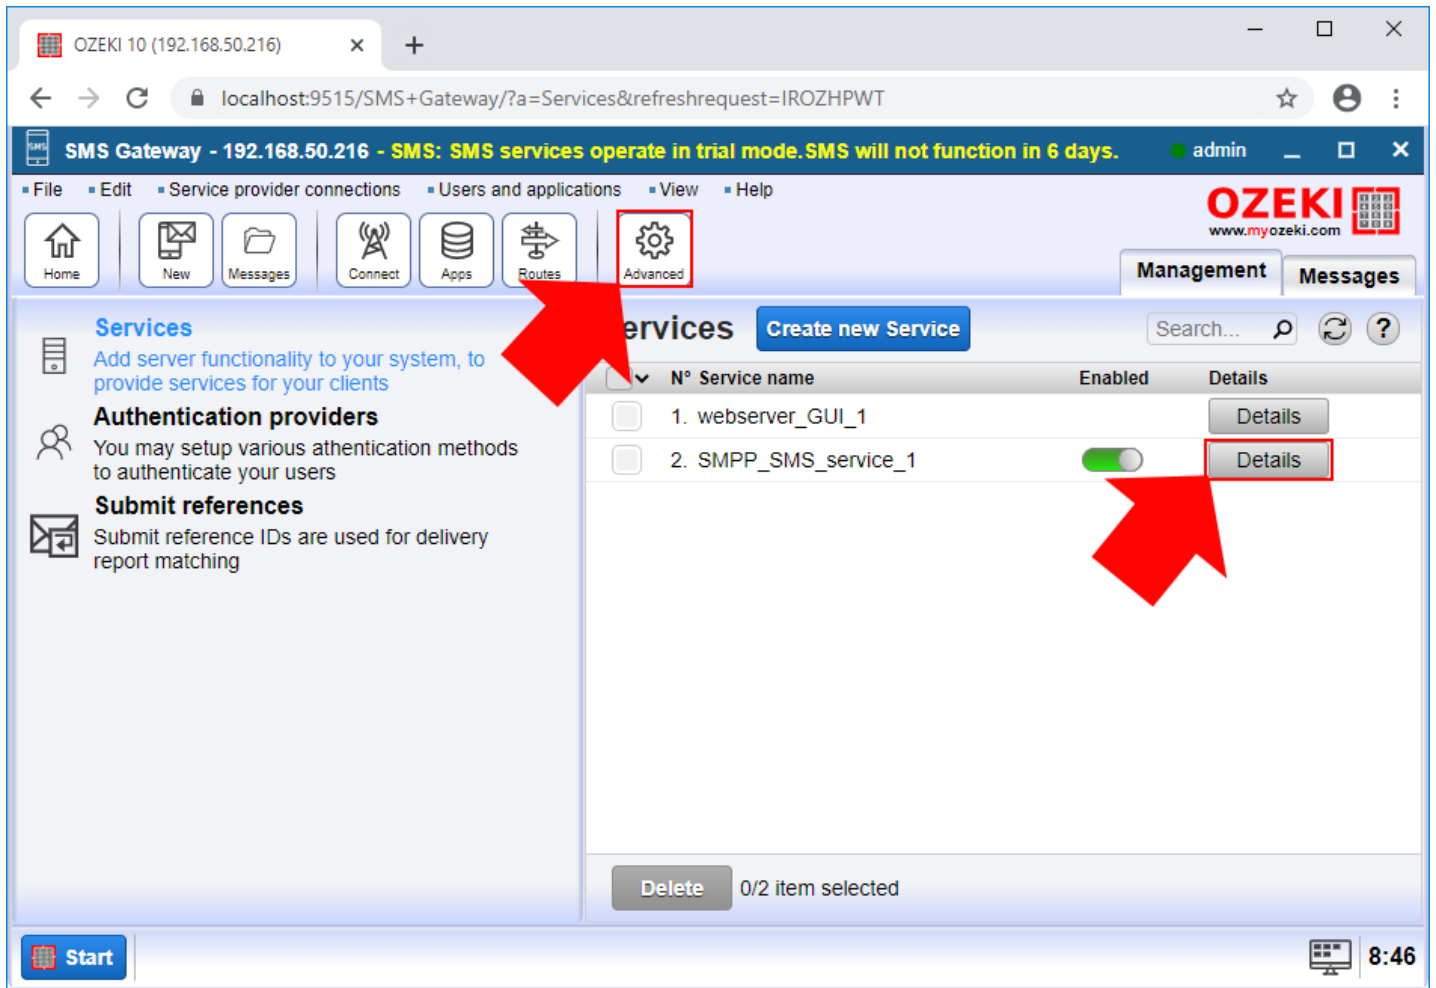 OZEKI 10 (192.168.50.216)
localhost:9515/SMS+Gateway/?a=Services&refreshrequest=IROZHPWT
SMS
SMS Gateway - 192.168.50.216 - SMS: SMS services operate in trial mode.SMS will not function in 6 days.
admin
File Edit Service provider connections Users and applications View Help
OZEKI
www.myozeki.com
Home New Messages Connect Apps Routes Advanced
Management Messages
Services
Add server functionality to your system, to
provide services for your clients
Authentication providers
You may setup various athentication methods
to authenticate your users
Submit references
Submit reference IDs are used for delivery
report matching
ervices Create new Service Search... ?
N° Service name Enabled Details
1. webserver_GUI_1 Details
2. SMPP_SMS_service_1 Details
Delete 0/2 item selected
Start 8:46